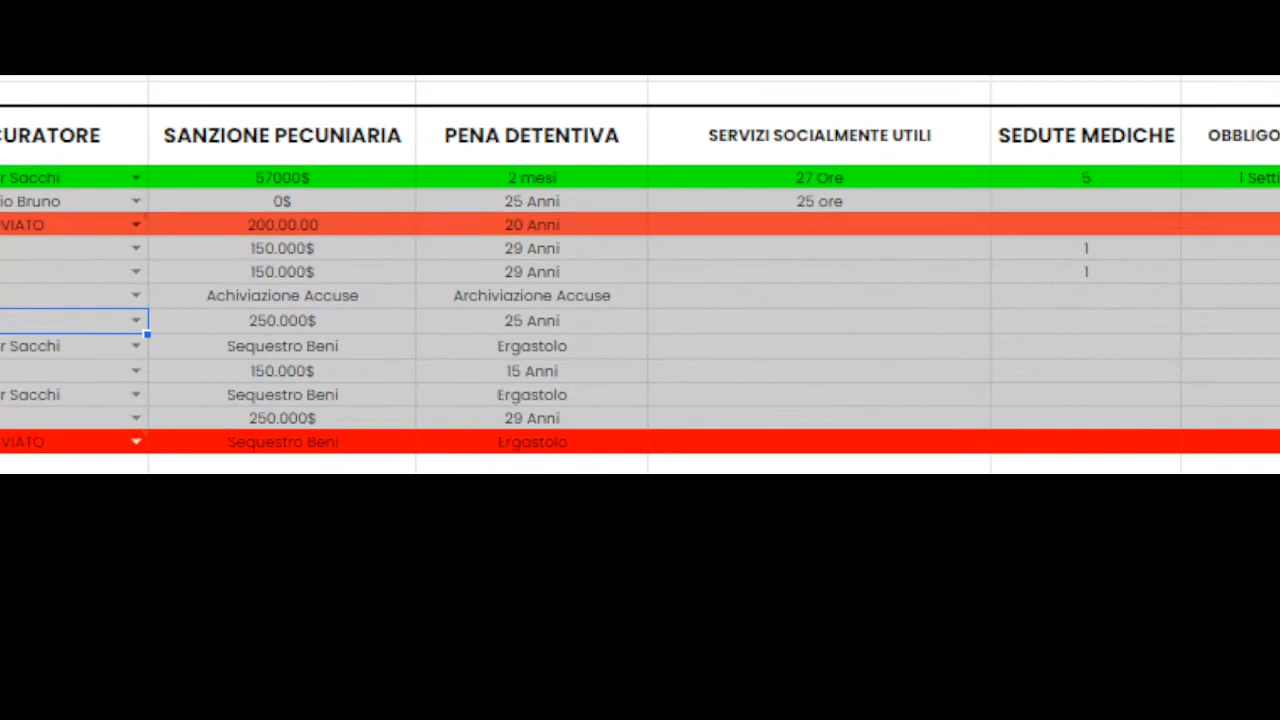 CURATORE SANZIONE PECUNIARIA PENA DETENTIVA SERVIZI SOCIALMENTE UTILI SEDUTE MEDICHE OBBLIGO
r Sacchi 57000$ 2 mesi 27 Ore 5 1 Setti
io Bruno 0$ 25 Anni 25 ore
VIATO 200.00.00 20 Anni
150.000$ 29 Anni 1
150.000$ 29 Anni 1
Achiviazione Accuse Archiviazione Accuse
250.000$ 25 Anni
r Sacchi Sequestro Beni Ergastolo
150.000$ 15 Anni
r Sacchi Sequestro Beni Ergastolo
250.000$ 29 Anni
VIATO Sequestro Beni Ergastolo